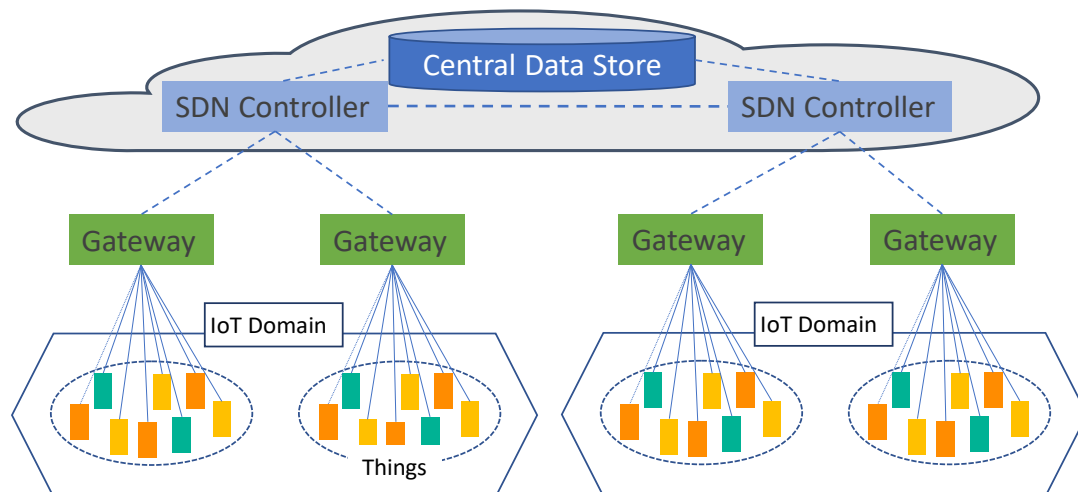 Central Data Store
SDN Controller
SDN Controller
Gateway
Gateway
Gateway
Gateway
IoT Domain
IoT Domain
Things